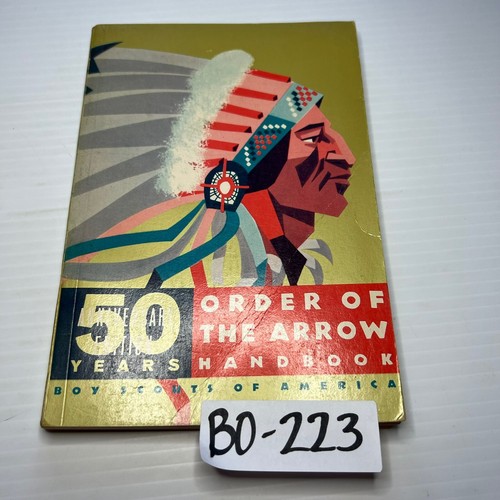 50 YEARS
ORDER OF
THE ARROW
HANDBOOK
BOY SCOUTS OF AMERICA
BO-223